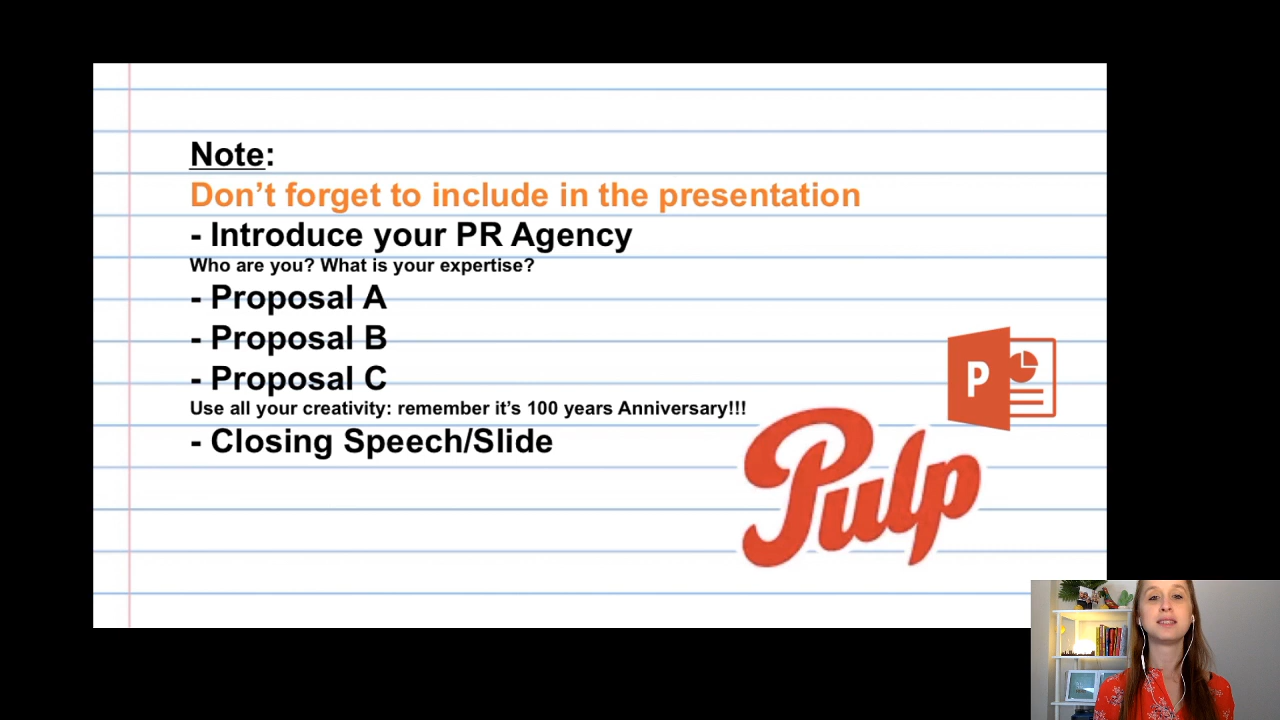 Note:
Don’t forget to include in the presentation
- Introduce your PR Agency
Who are you? What is your expertise?
- Proposal A
- Proposal B
- Proposal C
Use all your creativity: remember it’s 100 years Anniversary!!!
- Closing Speech/Slide
P
Pulp